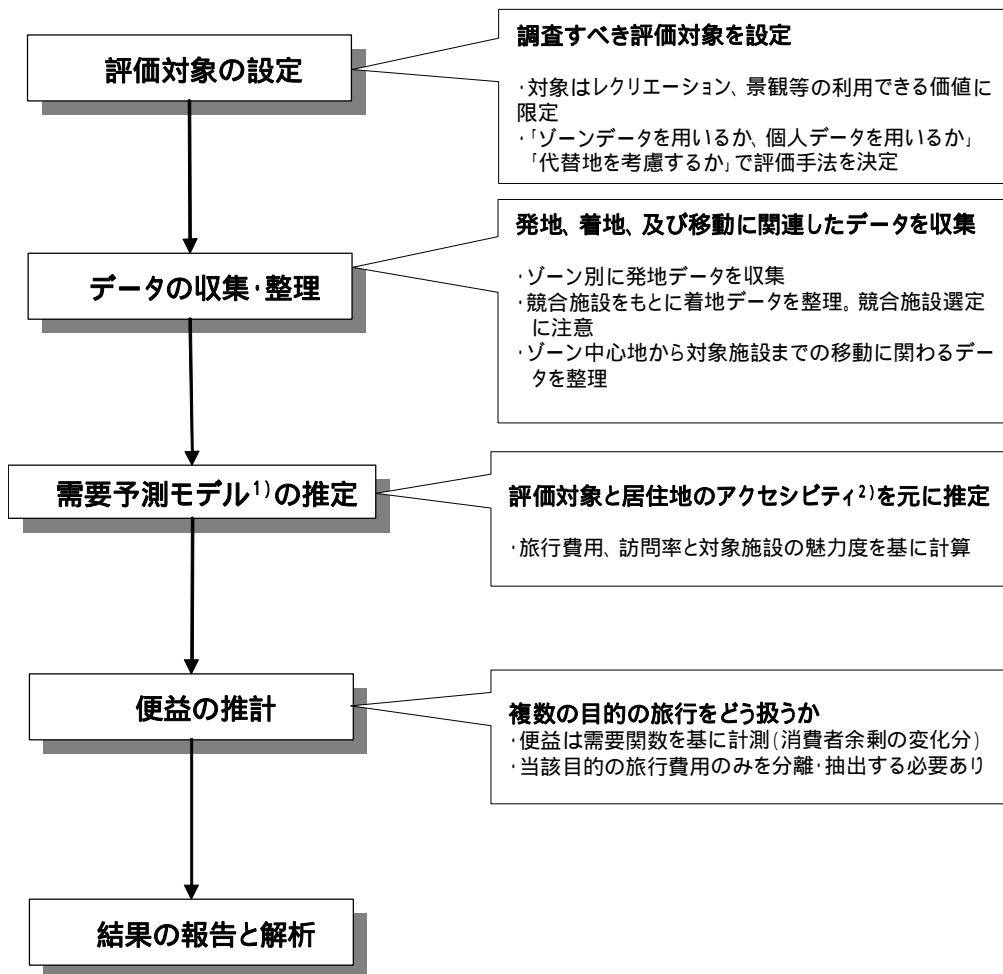 評価対象の設定
調査すべき評価対象を設定
･対象はレクリエーション、景観等の利用できる価値に
限定
･「ゾーンデータを用いるか、個人データを用いるか」
「代替地を考慮するか」で評価手法を決定
データの収集･整理
発地、着地、及び移動に関連したデータを収集
･ゾーン別に発地データを収集
･競合施設をもとに着地データを整理。競合施設選定
に注意
･ゾーン中心地から対象施設までの移動に関わるデー
タを整理
需要予測モデル1)の推定
評価対象と居住地のアクセシビティ2)を元に推定
･旅行費用、訪問率と対象施設の魅力度を基に計算
便益の推計
複数の目的の旅行をどう扱うか
･便益は需要関数を基に計測(消費者余剰の変化分)
･当該目的の旅行費用のみを分離･抽出する必要あり
結果の報告と解析